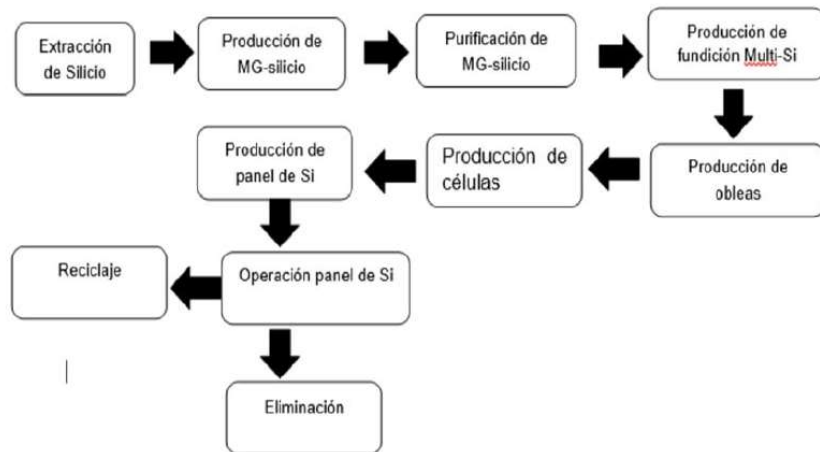 Extracción
de Silicio
Producción de
MG-silicio
Purificación de
MG-silicio
Producción de
fundición Multi-Si
Producción de
obleas
Producción de
células
Producción de
panel de Si
Operación panel de Si
Reciclaje
Eliminación